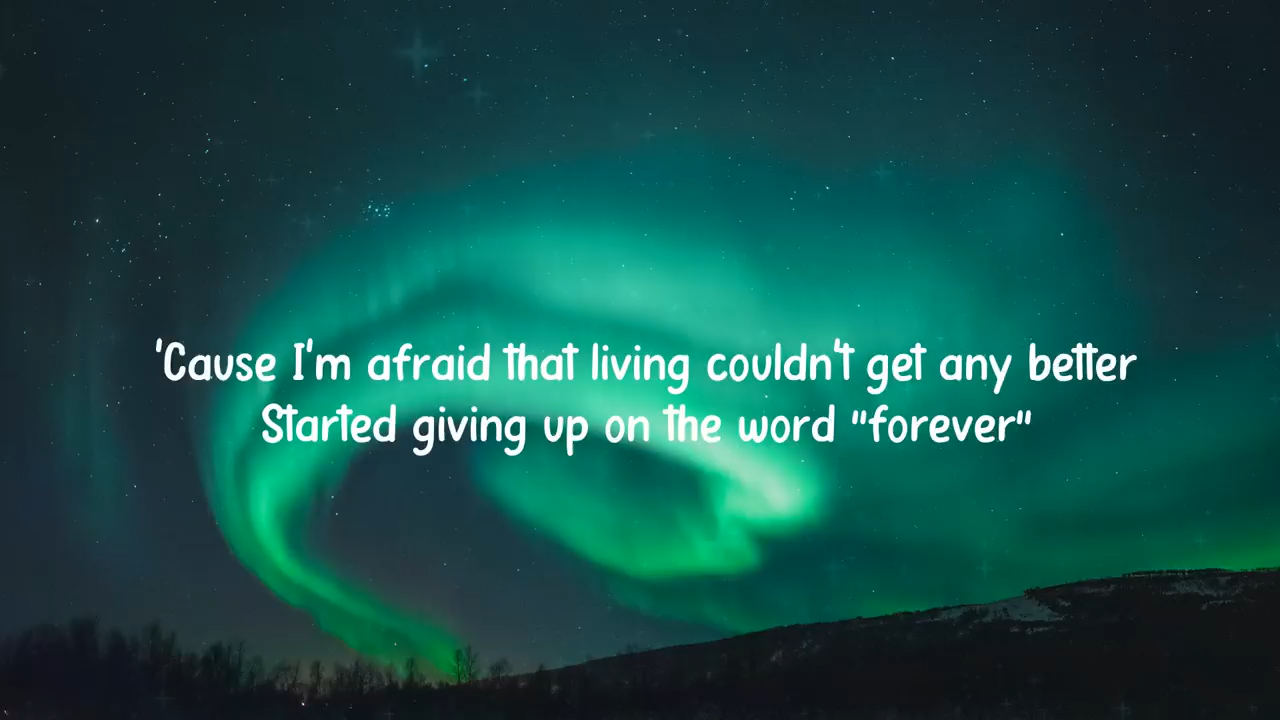 'Cause I'm afraid that living couldn't get any better
Started giving up on the word "forever"